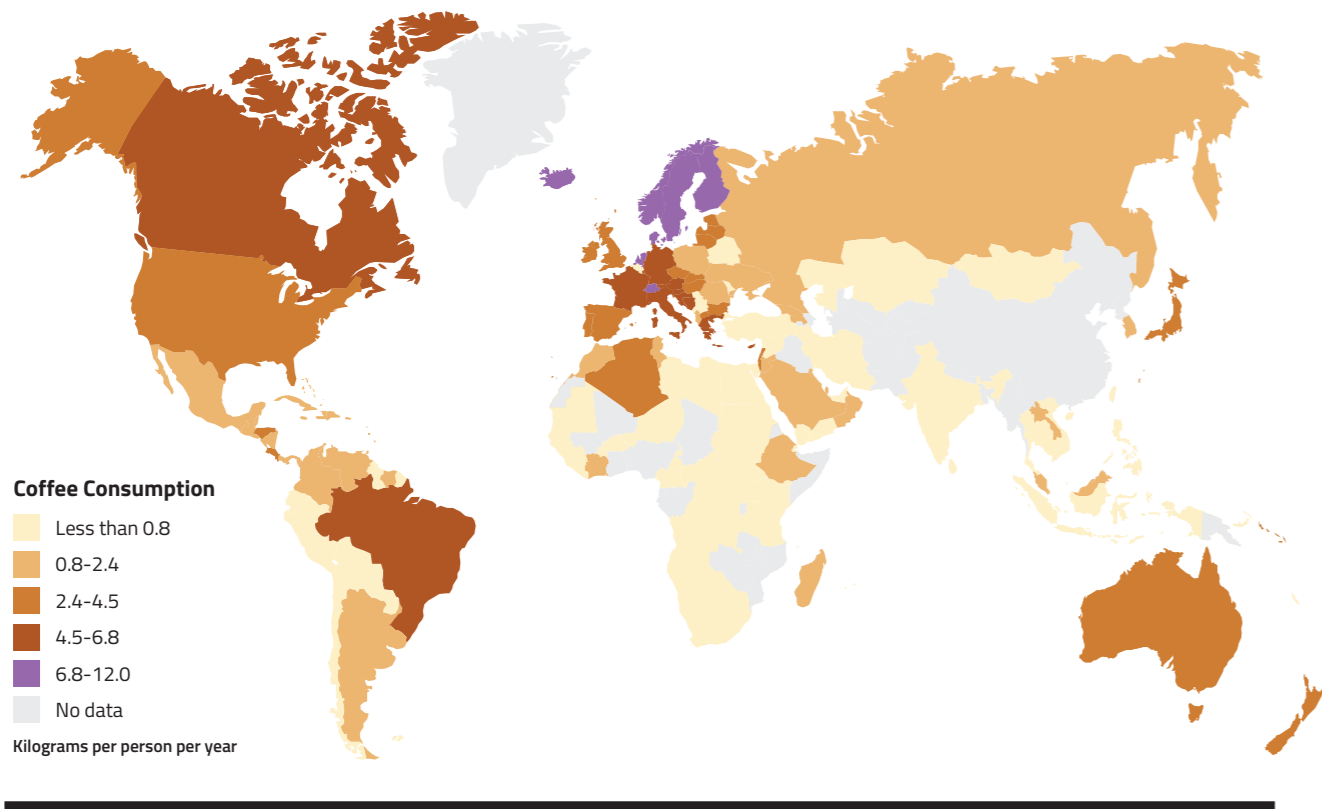 Coffee Consumption
Less than 0.8
0.8-2.4
2.4-4.5
4.5-6.8
6.8-12.0
No data
Kilograms per person per year